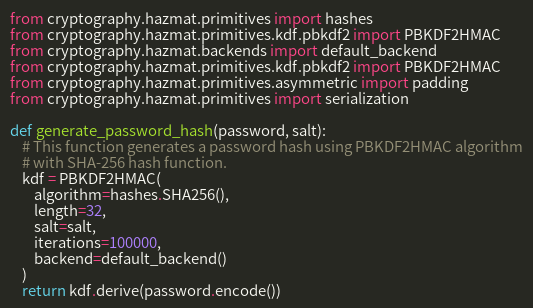 from cryptography.hazmat.primitives import hashes
from cryptography.hazmat.primitives.kdf.pbkdf2 import PBKDF2HMAC
from cryptography.hazmat.backends import default_backend
from cryptography.hazmat.primitives.kdf.pbkdf2 import PBKDF2HMAC
from cryptography.hazmat.primitives.asymmetric import padding
from cryptography.hazmat.primitives import serialization

def generate_password_hash(password, salt):
    # This function generates a password hash using PBKDF2HMAC algorithm
    # with SHA-256 hash function.
    kdf = PBKDF2HMAC(
        algorithm=hashes.SHA256(),
        length=32,
        salt=salt,
        iterations=100000,
        backend=default_backend()
    )
    return kdf.derive(password.encode())